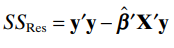 SS_Res = y′y − β̂′X′y